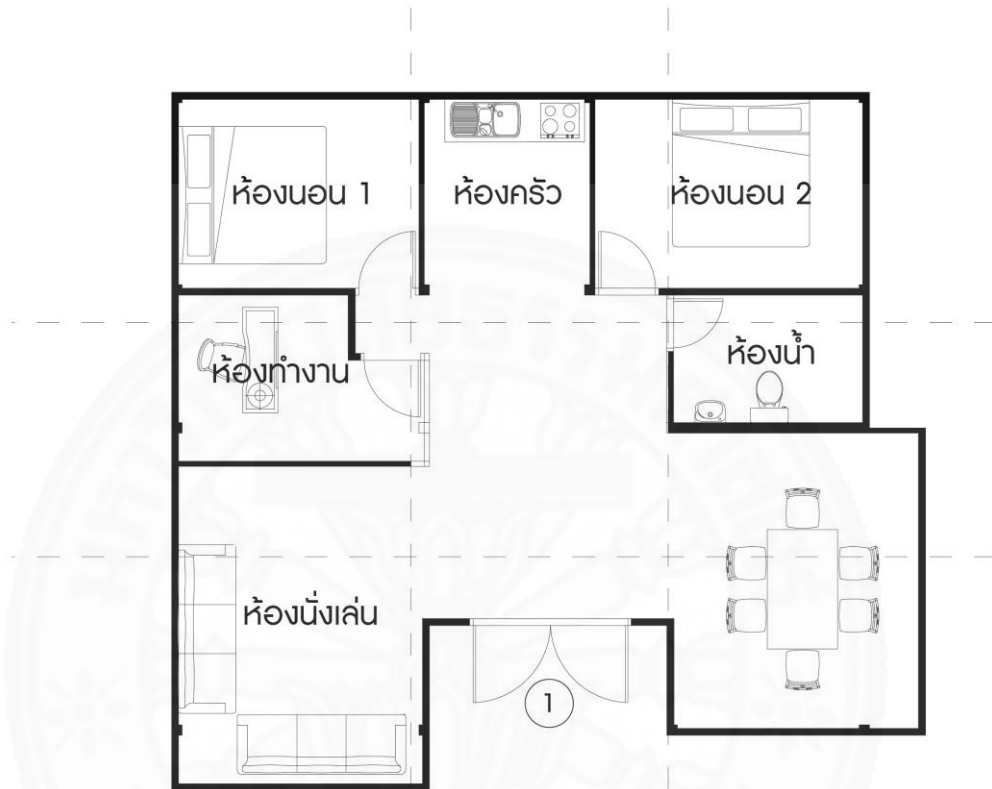 ห้องนอน 1
ห้องครัว
ห้องนอน 2
ห้องทำงาน
ห้องน้ำ
ห้องนั่งเล่น
1